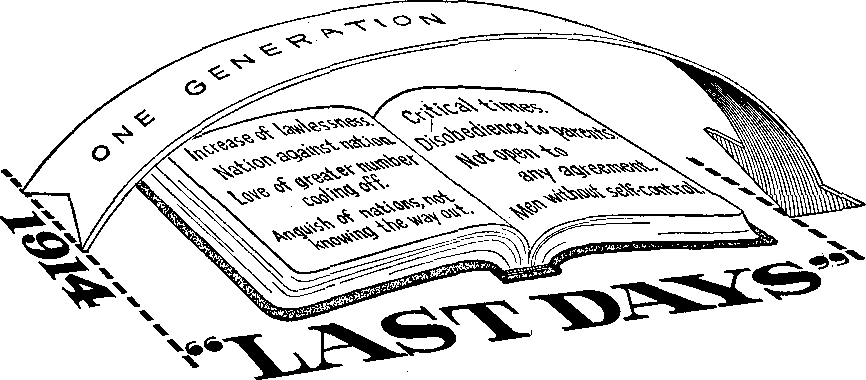 ONE GENERATION
Increase of lawlessness.
Nation against nation.
Love of greater number
cooling off.
Anguish of nations, not
knowing the way out.
Critical times.
Disobedience to parents.
Not open to
any agreement.
Men without self-control.
1914
“LAST DAYS”